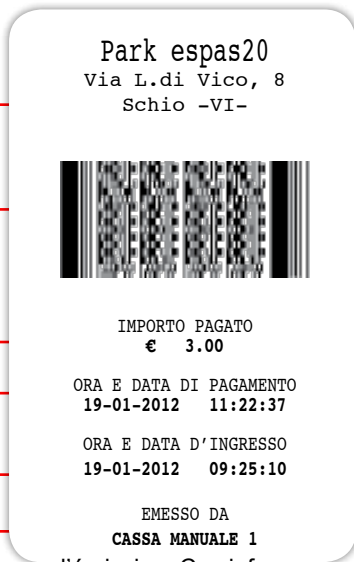 Park espas20
Via L.di Vico, 8
Schio -VI-
IMPORTO PAGATO
€ 3.00
ORA E DATA DI PAGAMENTO
19-01-2012 11:22:37
ORA E DATA D'INGRESSO
19-01-2012 09:25:10
EMESSO DA
CASSA MANUALE 1